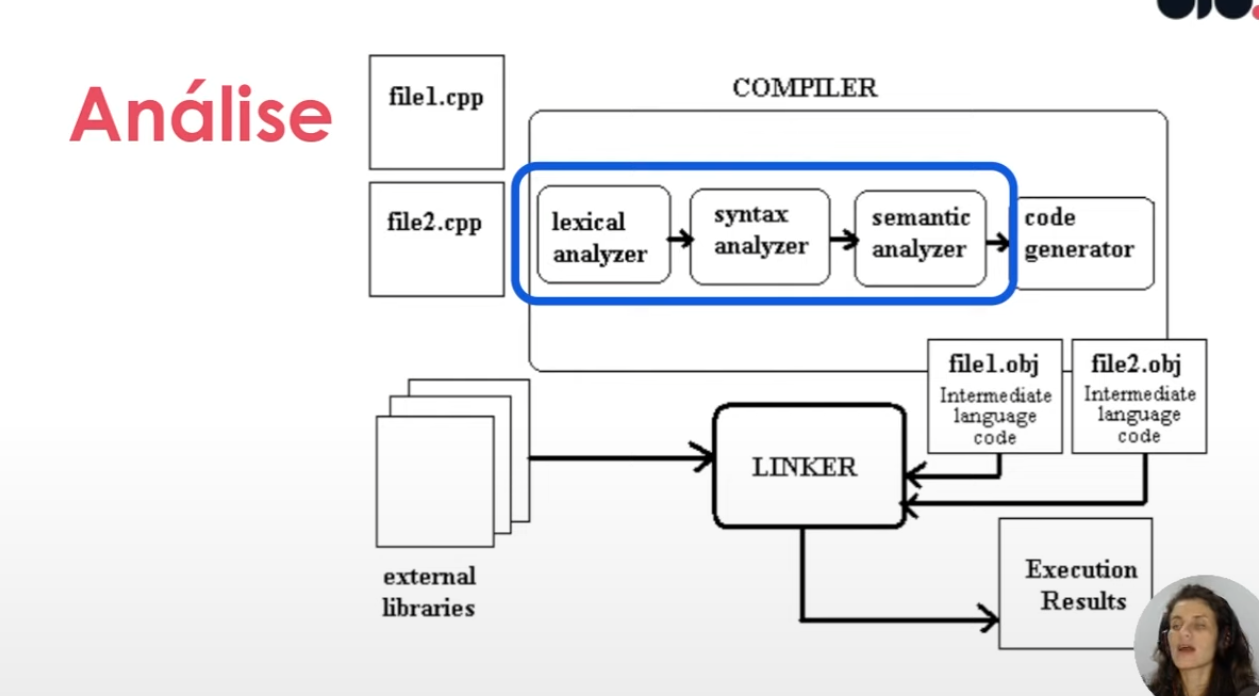 Análise
file1.cpp
file2.cpp
COMPILER
lexical
analyzer
syntax
analyzer
semantic
analyzer
code
generator
file1.obj
Intermediate
language
code
file2.obj
Intermediate
language
code
LINKER
external
libraries
Execution
Results